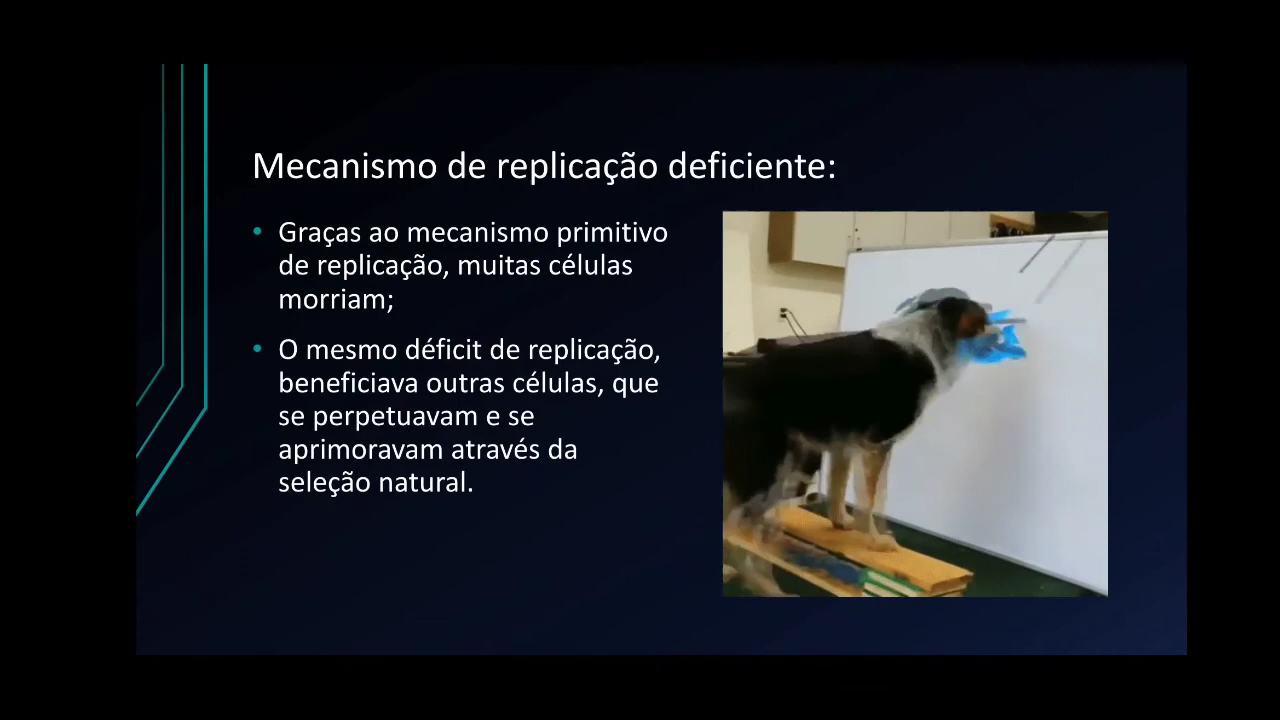 Mecanismo de replicação deficiente:
• Graças ao mecanismo primitivo
de replicação, muitas células
morriam;
• O mesmo déficit de replicação,
beneficiava outras células, que
se perpetuavam e se
aprimoravam através da
seleção natural.